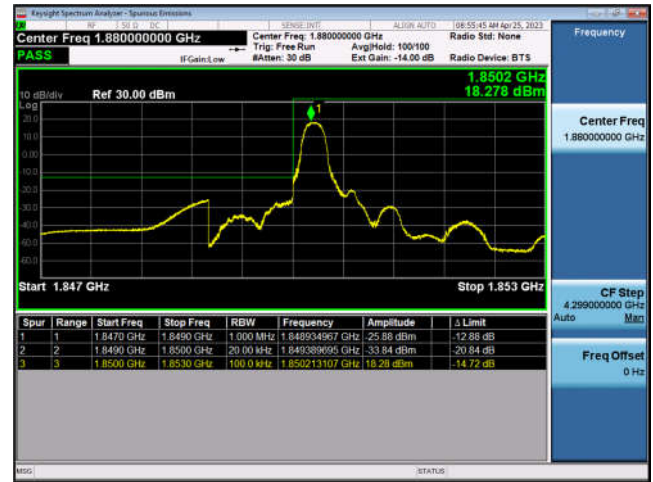 Keysight Spectrum Analyzer - Spurious Emissions
RF 50 Ω DC SENSE:INT ALIGN AUTO 08:55:45 AM Apr 25, 2023
Center Freq 1.880000000 GHz
Center Freq: 1.880000000 GHz Radio Std: None
Trig: Free Run Avg|Hold: 100/100
PASS IFGain:Low #Atten: 30 dB Ext Gain: -14.00 dB Radio Device: BTS
1.8502 GHz
10 dB/div Ref 30.00 dBm 18.278 dBm
Log
1
20.0
10.0
0.00
-10.0
-20.0
-30.0
-40.0
-50.0
-60.0
Start 1.847 GHz Stop 1.853 GHz
Spur Range Start Freq Stop Freq RBW Frequency Amplitude Δ Limit
1 1 1.8470 GHz 1.8490 GHz 1.000 MHz 1.848934967 GHz -25.88 dBm -12.88 dB
2 2 1.8490 GHz 1.8500 GHz 20.00 kHz 1.849389695 GHz -33.84 dBm -20.84 dB
3 3 1.8500 GHz 1.8530 GHz 100.0 kHz 1.850213107 GHz 18.28 dBm -14.72 dB
MSG STATUS
Frequency
Center Freq
1.880000000 GHz
CF Step
4.299000000 GHz
Auto Man
Freq Offset
0 Hz